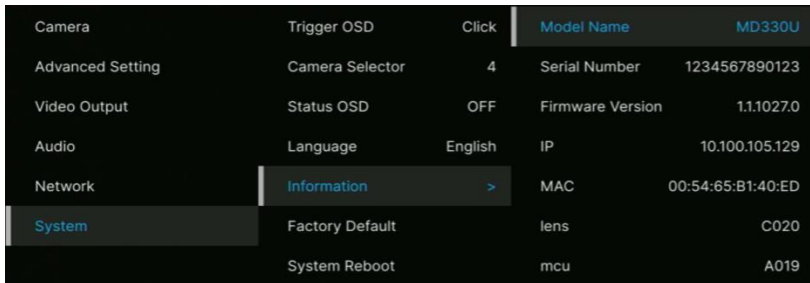 Camera
Advanced Setting
Video Output
Audio
Network
System
Trigger OSD Click
Camera Selector 4
Status OSD OFF
Language English
Information >
Factory Default
System Reboot
Model Name MD330U
Serial Number 1234567890123
Firmware Version 1.1.1027.0
IP 10.100.105.129
MAC 00:54:65:B1:40:ED
lens C020
mcu A019